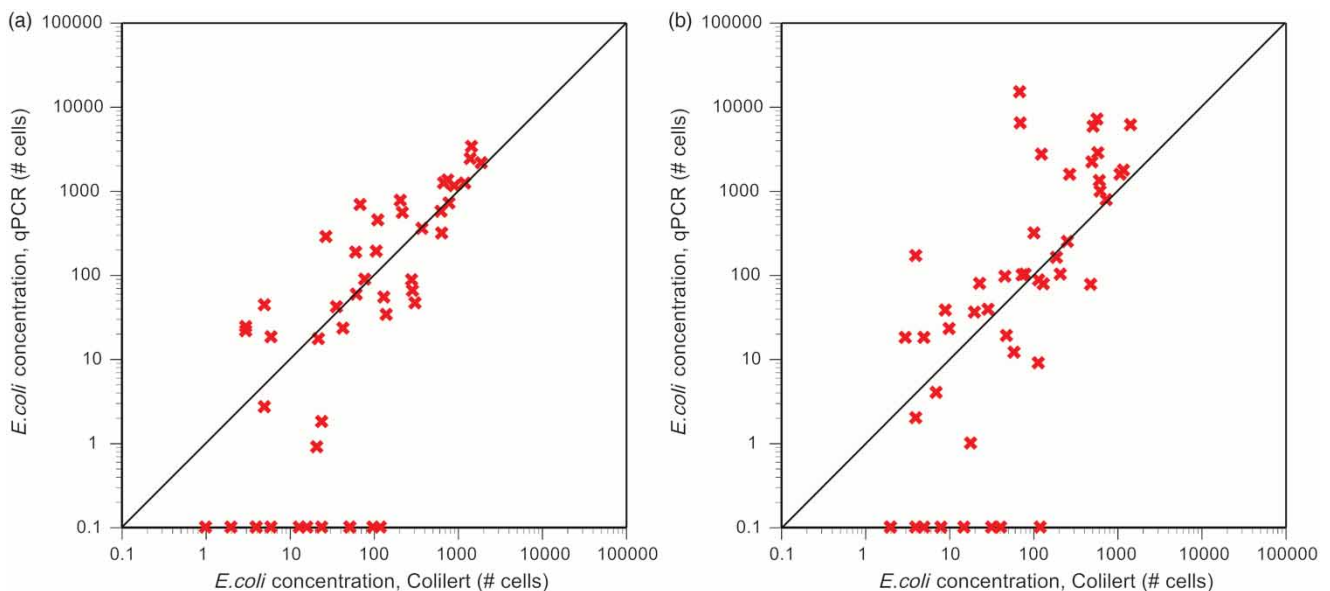 (a)
100000
10000
1000
100
10
1
0.1
E.coli concentration, qPCR (# cells)
0.1 1 10 100 1000 10000 100000
E.coli concentration, Colilert (# cells)
(b)
100000
10000
1000
100
10
1
0.1
E.coli concentration, qPCR (# cells)
0.1 1 10 100 1000 10000 100000
E.coli concentration, Colilert (# cells)